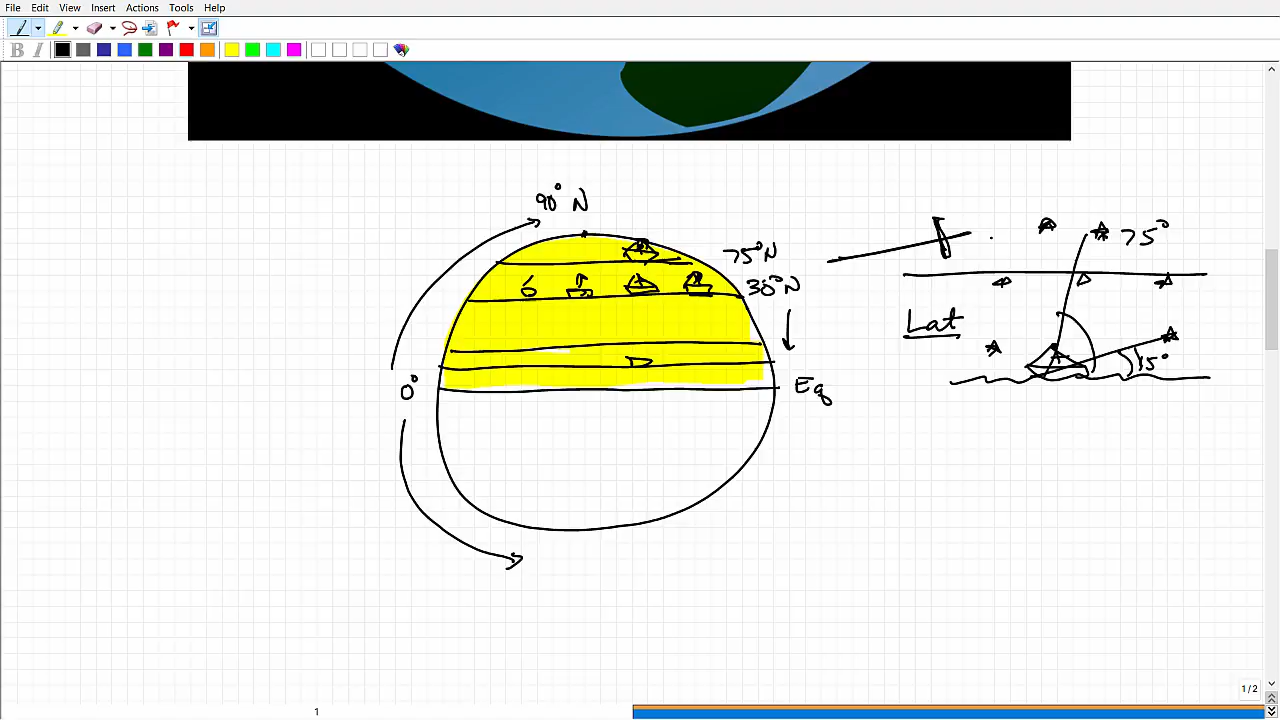 File Edit View Insert Actions Tools Help
B I
90° N
75°N
30°N
0°
Eq
75°
Lat
15°
1/2
1